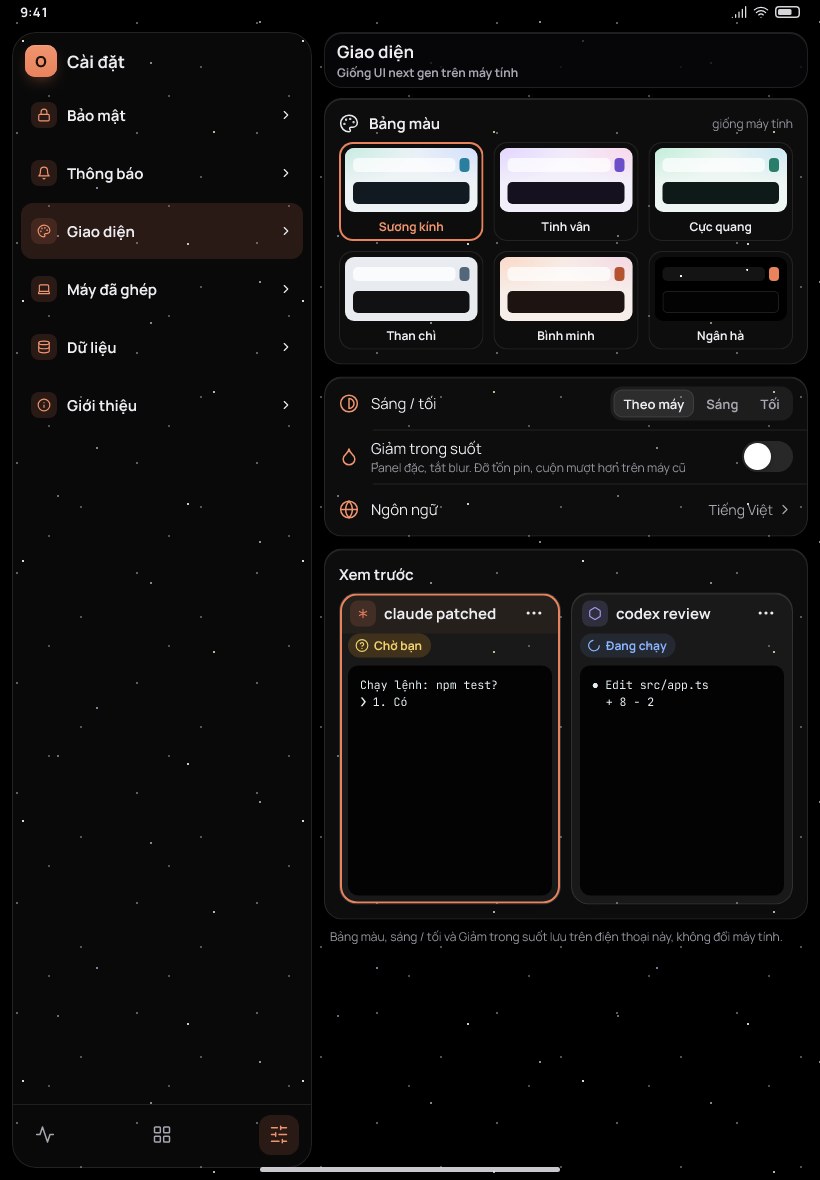 9:41
O Cài đặt
Bảo mật
Thông báo
Giao diện
Máy đã ghép
Dữ liệu
Giới thiệu
Giao diện
Giống UI next gen trên máy tính
Bảng màu
giống máy tính
Sương kính
Tinh vân
Cực quang
Than chì
Bình minh
Ngân hà
Sáng / tối
Theo máy Sáng Tối
Giảm trong suốt
Panel đặc, tắt blur. Đỡ tốn pin, cuộn mượt hơn trên máy cũ
Ngôn ngữ
Tiếng Việt
Xem trước
claude patched
Chờ bạn
Chạy lệnh: npm test?
❯ 1. Có
codex review
Đang chạy
● Edit src/app.ts
+ 8 - 2
Bảng màu, sáng / tối và Giảm trong suốt lưu trên điện thoại này, không đổi máy tính.